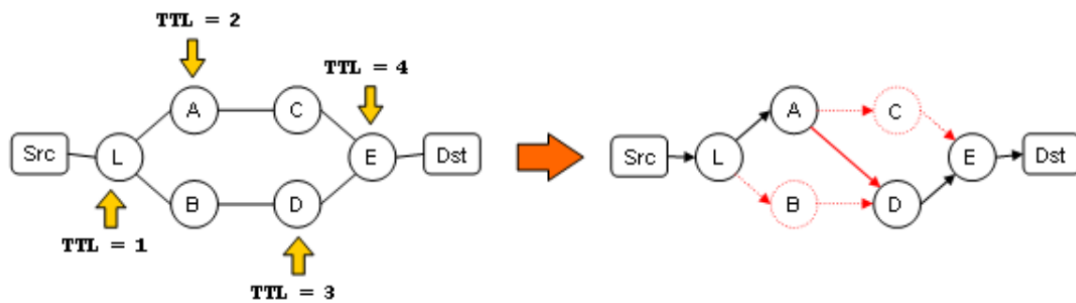 TTL = 2
TTL = 4
A
C
Src
L
E
Dst
B
D
TTL = 1
TTL = 3
A
C
Src
L
E
Dst
B
D